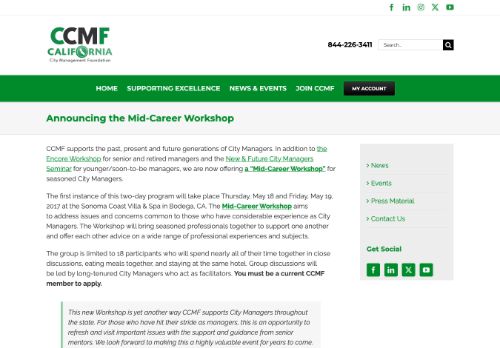 CCMF
CALIFORNIA
City Management Foundation
844-226-3411
Search...
HOME SUPPORTING EXCELLENCE NEWS & EVENTS JOIN CCMF MY ACCOUNT
Announcing the Mid-Career Workshop
CCMF supports the past, present and future generations of City Managers. In addition to the Encore Workshop for senior and retired managers and the New & Future City Managers Seminar for younger/soon-to-be managers, we are now offering a "Mid-Career Workshop" for seasoned City Managers.
The first instance of this two-day program will take place Thursday, May 18 and Friday, May 19, 2017 at the Sonoma Coast Villa & Spa in Bodega, CA. The Mid-Career Workshop aims to address issues and concerns common to those who have considerable experience as City Managers. The Workshop will bring seasoned professionals together to support one another and offer each other advice on a wide range of professional experiences and subjects.
The group is limited to 18 participants who will spend nearly all of their time together in close discussions, eating meals together, and staying at the same hotel. Group discussions will be led by long-tenured City Managers who act as facilitators. You must be a current CCMF member to apply.
This new Workshop is yet another way CCMF supports City Managers throughout the state. For those who have hit their stride as managers, this is an opportunity to refresh and visit important issues with the support and guidance from senior mentors. We look forward to making this a highly valuable event for years to come.
> News
> Events
> Press Material
> Contact Us
Get Social